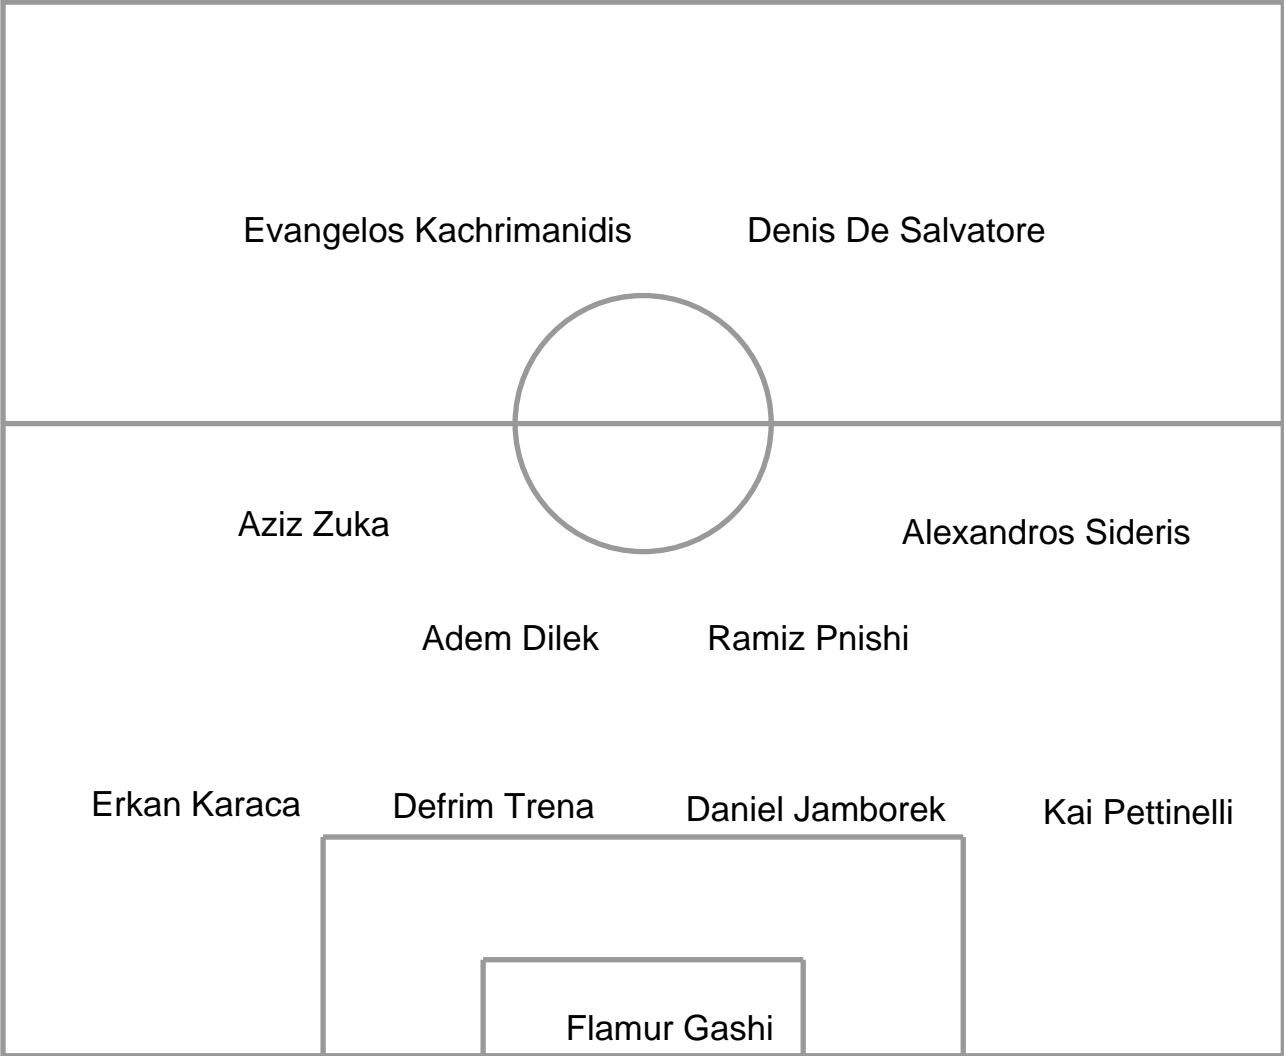 Evangelos Kachrimanidis
Denis De Salvatore
Aziz Zuka
Alexandros Sideris
Adem Dilek
Ramiz Pnishi
Erkan Karaca
Defrim Trena
Daniel Jamborek
Kai Pettinelli
Flamur Gashi